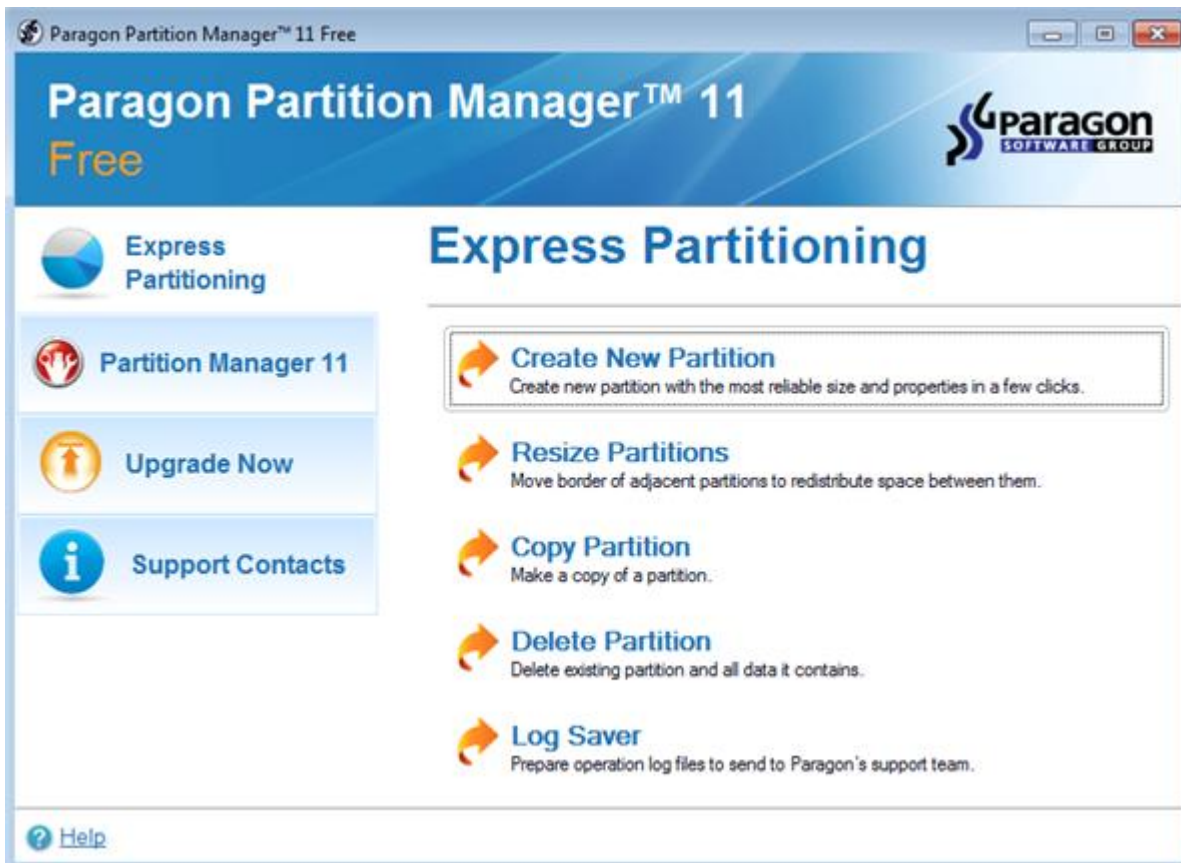 Paragon Partition Manager™ 11 Free
Paragon Partition Manager™ 11
Free
Paragon
SOFTWARE GROUP
Express
Partitioning
Partition Manager 11
Upgrade Now
Support Contacts
Express Partitioning
Create New Partition
Create new partition with the most reliable size and properties in a few clicks.
Resize Partitions
Move border of adjacent partitions to redistribute space between them.
Copy Partition
Make a copy of a partition.
Delete Partition
Delete existing partition and all data it contains.
Log Saver
Prepare operation log files to send to Paragon's support team.
Help